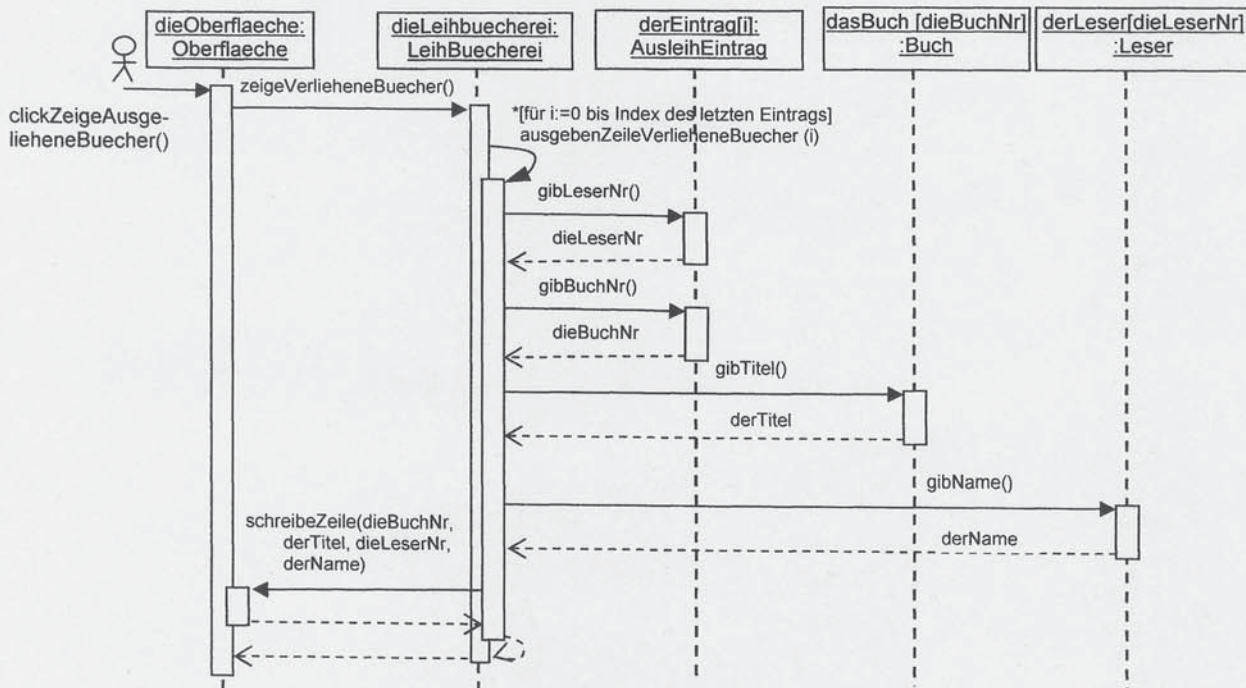 dieOberflaeche:
Oberflaeche
dieLeihbuecherei:
LeihBuecherei
derEintrag[i]:
AusleihEintrag
dasBuch [dieBuchNr]
:Buch
derLeser[dieLeserNr]
:Leser
clickZeigeAusge-
lieheneBuecher()
zeigeVerlieheneBuecher()
*[für i:=0 bis Index des letzten Eintrags]
ausgebenZeileVerlieheneBuecher (i)
gibLeserNr()
dieLeserNr
gibBuchNr()
dieBuchNr
gibTitel()
derTitel
gibName()
derName
schreibeZeile(dieBuchNr,
derTitel, dieLeserNr,
derName)